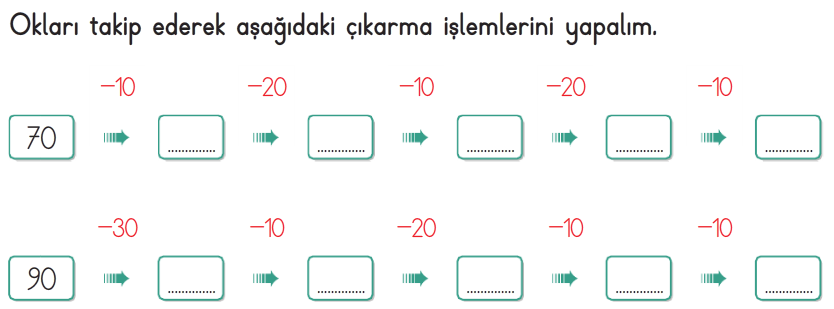 Okları takip ederek aşağıdaki çıkarma işlemlerini yapalım.
–10 –20 –10 –20 –10
70 ............. ............. ............. ............. .............
–30 –10 –20 –10 –10
90 ............. ............. ............. ............. .............